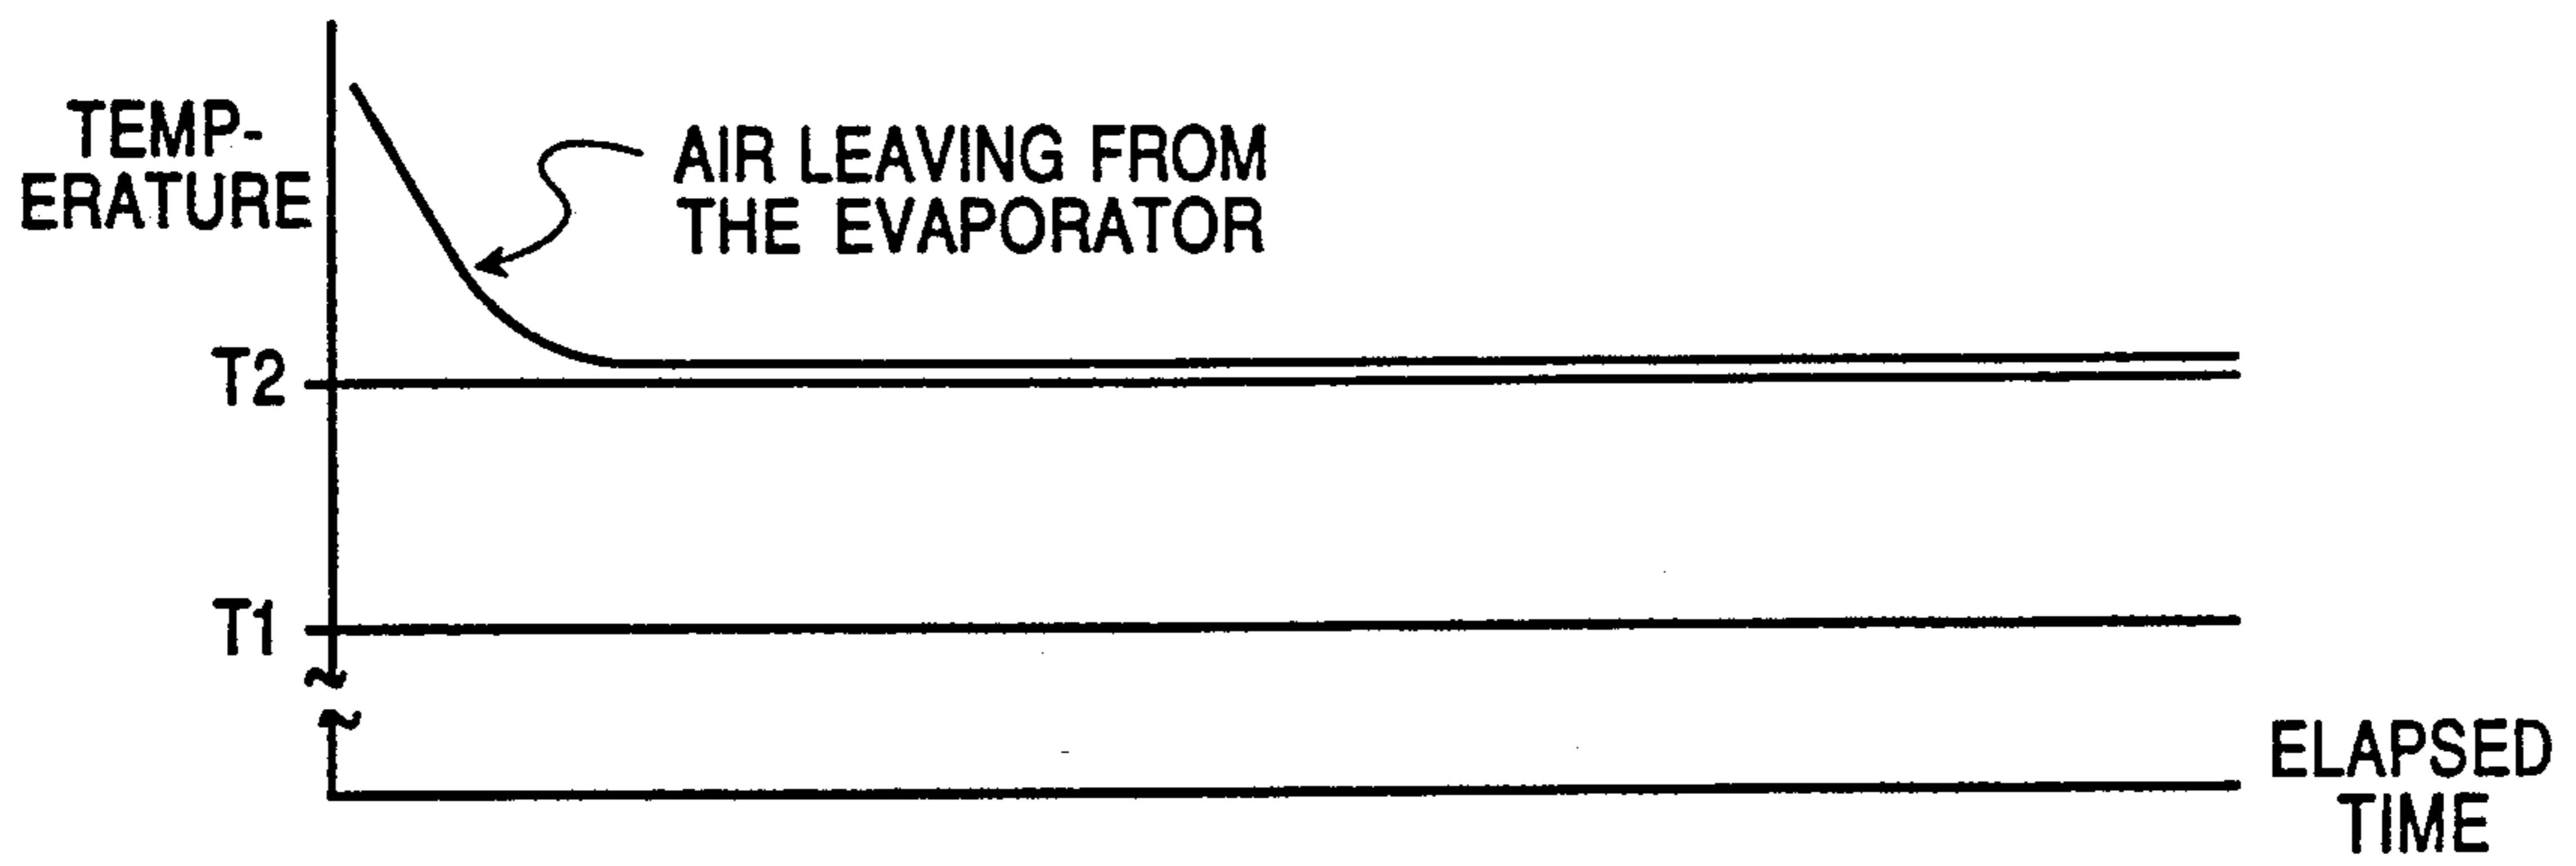 TEMP-
ERATURE
AIR LEAVING FROM
THE EVAPORATOR
T2
T1
ELAPSED
TIME